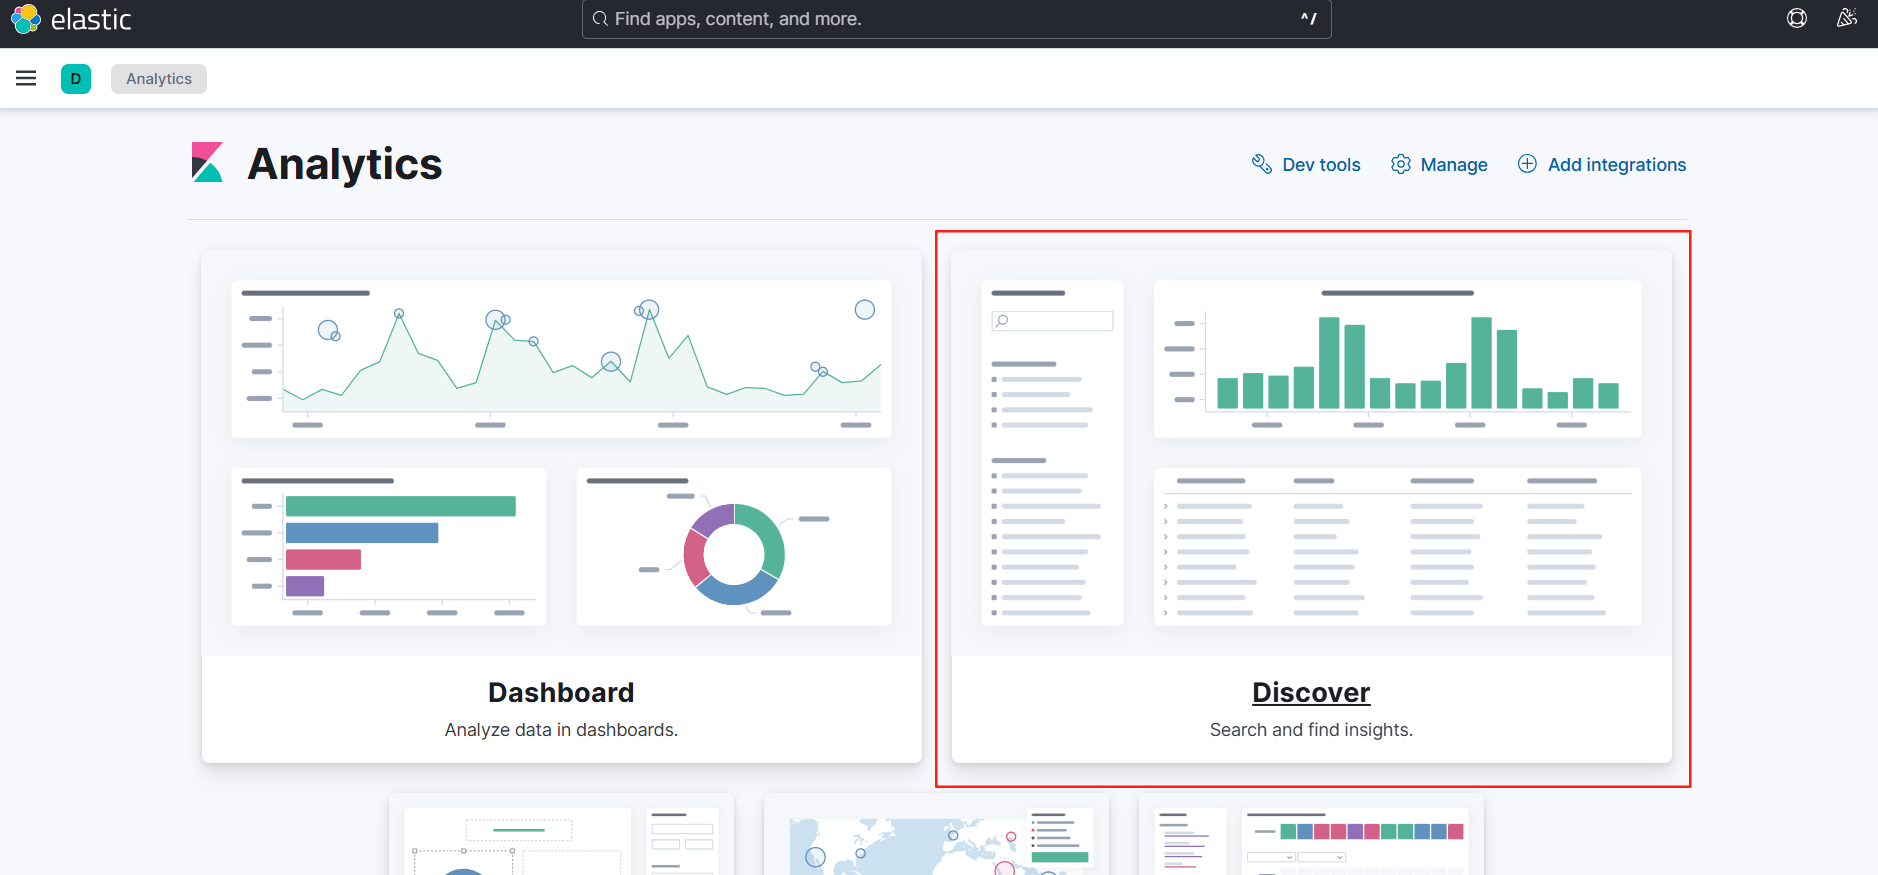 elastic
Find apps, content, and more.
^/
D
Analytics
Analytics
Dev tools
Manage
Add integrations
Dashboard
Analyze data in dashboards.
Discover
Search and find insights.